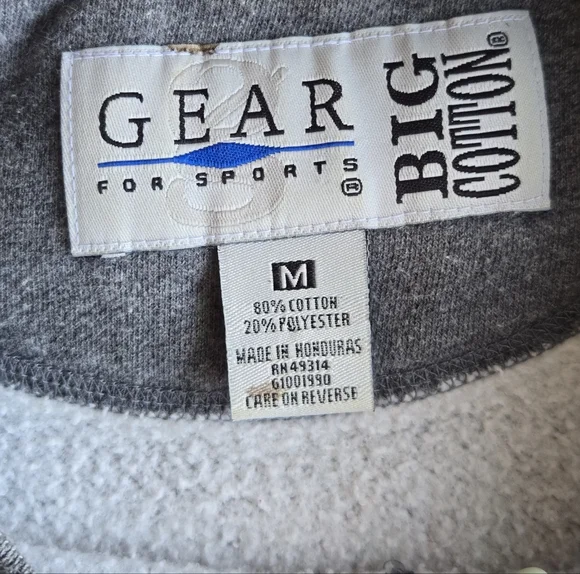 GEAR
FOR SPORTS®
BIG
COTTON®
M
80% COTTON
20% POLYESTER
MADE IN HONDURAS
RN49314
G1001990
CARE ON REVERSE